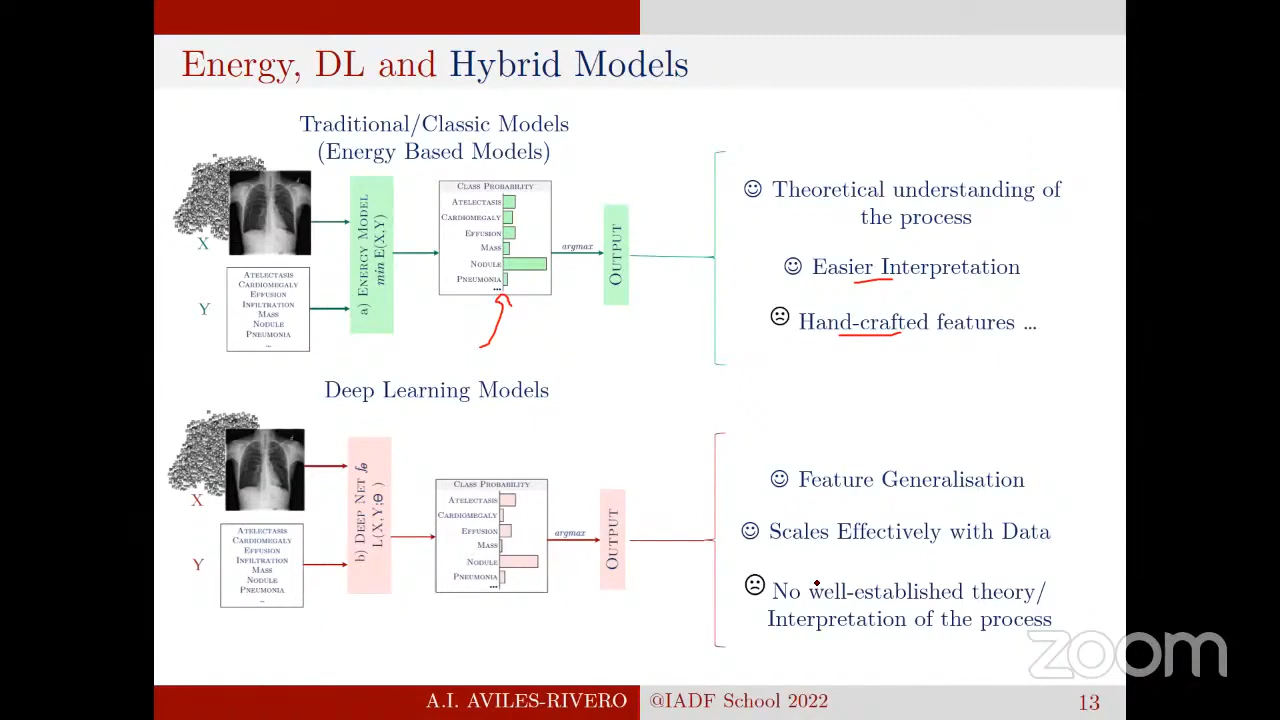 Energy, DL and Hybrid Models
Traditional/Classic Models
(Energy Based Models)
X
Y
ATELECTASIS
CARDIOMEGALY
EFFUSION
INFILTRATION
MASS
NODULE
PNEUMONIA
...
a) ENERGY MODEL
min E(X,Y)
CLASS PROBABILITY
ATELECTASIS
CARDIOMEGALY
EFFUSION
MASS
NODULE
PNEUMONIA
...
argmax
OUTPUT
Theoretical understanding of
the process
Easier Interpretation
Hand-crafted features ...
Deep Learning Models
X
Y
ATELECTASIS
CARDIOMEGALY
EFFUSION
INFILTRATION
MASS
NODULE
PNEUMONIA
...
b) DEEP NET fθ
L(X,Y;θ)
CLASS PROBABILITY
ATELECTASIS
CARDIOMEGALY
EFFUSION
MASS
NODULE
PNEUMONIA
...
argmax
OUTPUT
Feature Generalisation
Scales Effectively with Data
No well-established theory/
Interpretation of the process
zoom
A.I. AVILES-RIVERO @IADF School 2022 13